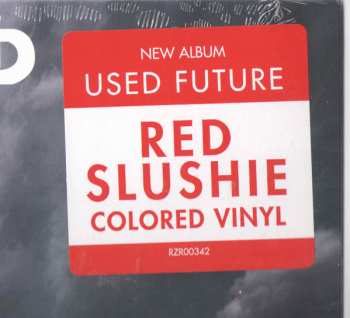 NEW ALBUM
USED FUTURE
RED
SLUSHIE
COLORED VINYL
RZR00342